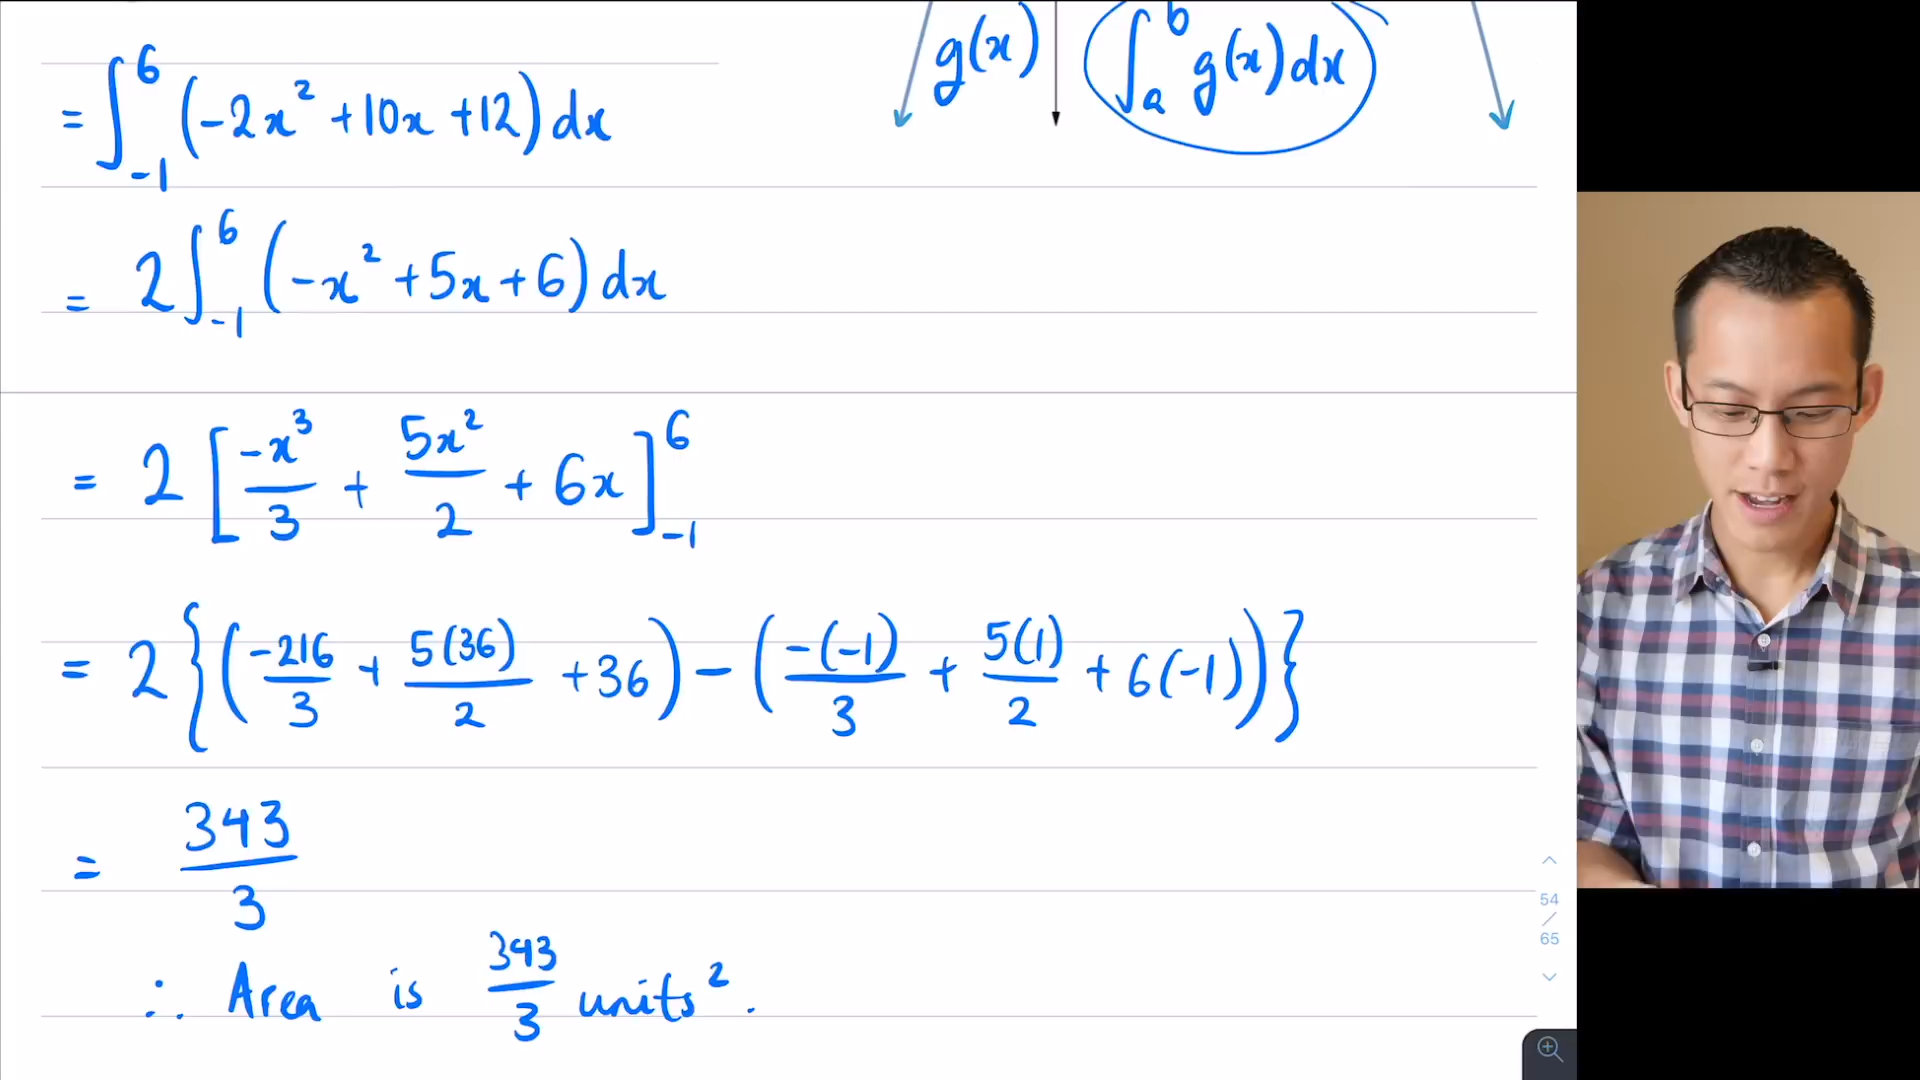 g(x) ∫_a^b g(x) dx
= ∫_{-1}^{6} (-2x² + 10x + 12) dx
= 2 ∫_{-1}^{6} (-x² + 5x + 6) dx
= 2 [ -x³/3 + 5x²/2 + 6x ]_{-1}^{6}
= 2 { ( -216/3 + 5(36)/2 + 36 ) - ( -(-1)/3 + 5(1)/2 + 6(-1) ) }
= 343/3
∴ Area is 343/3 units².
54
/
65